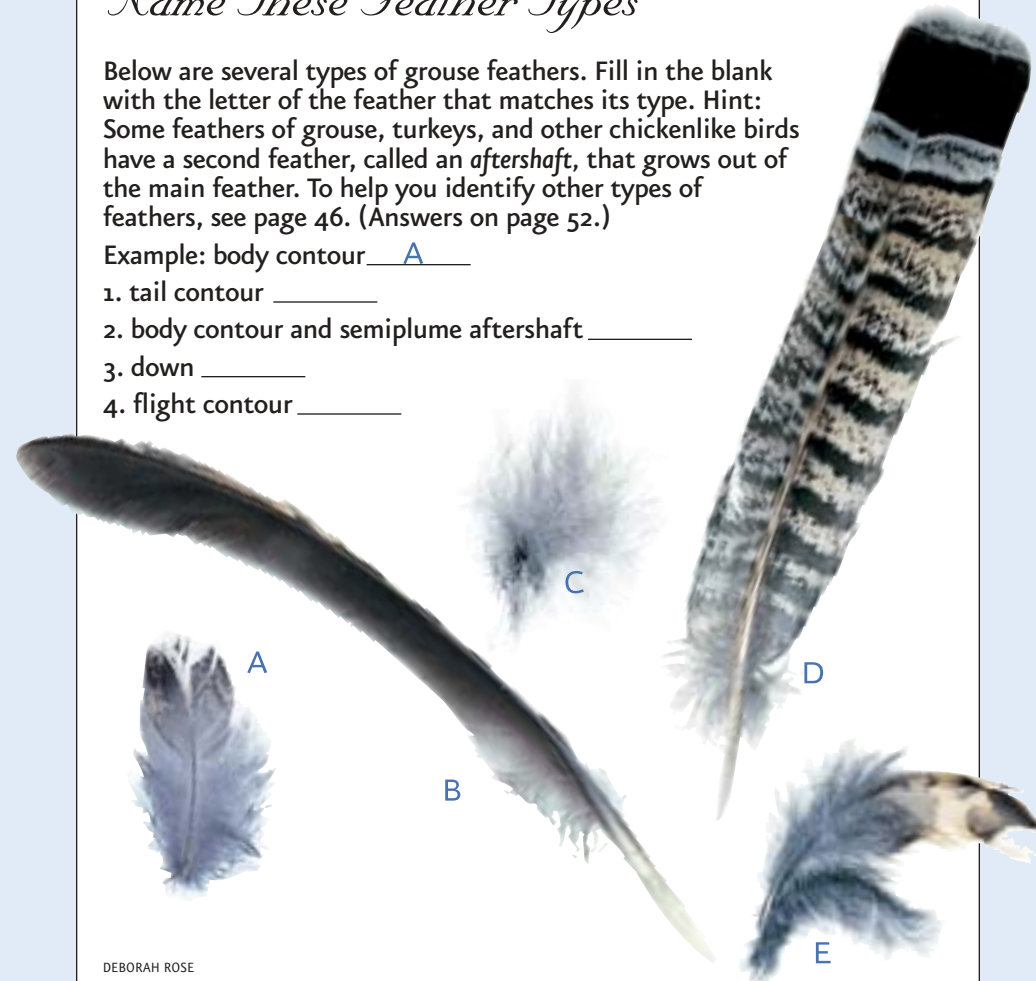 Name These Feather Types
Below are several types of grouse feathers. Fill in the blank
with the letter of the feather that matches its type. Hint:
Some feathers of grouse, turkeys, and other chickenlike birds
have a second feather, called an aftershaft, that grows out of
the main feather. To help you identify other types of
feathers, see page 46. (Answers on page 52.)
Example: body contour A
1. tail contour
2. body contour and semiplume aftershaft
3. down
4. flight contour
C
A
D
B
E
DEBORAH ROSE